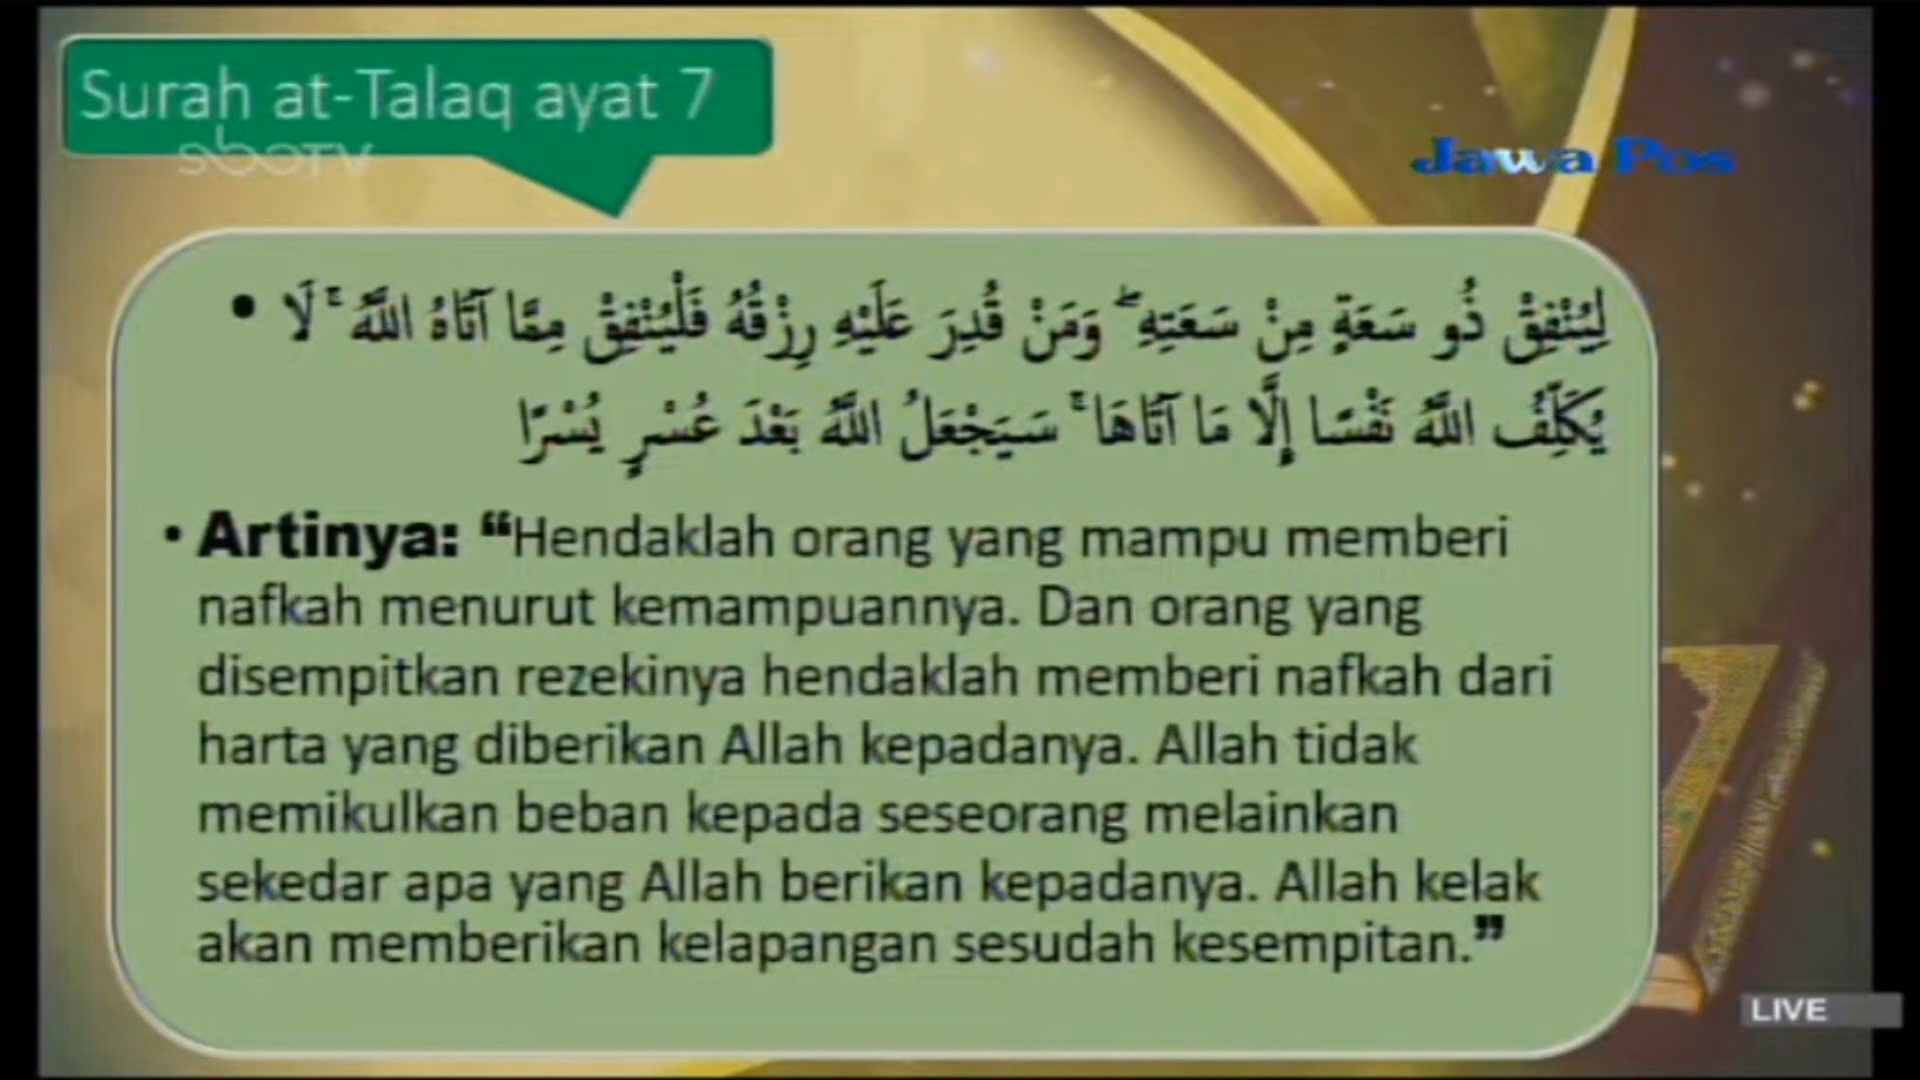 Surah at-Talaq ayat 7
sboTV
Jawa Pos
• لِيُنْفِقْ ذُو سَعَةٍ مِنْ سَعَتِهِ ۖ وَمَنْ قُدِرَ عَلَيْهِ رِزْقُهُ فَلْيُنْفِقْ مِمَّا آتَاهُ اللَّهُ ۚ لَا
يُكَلِّفُ اللَّهُ نَفْسًا إِلَّا مَا آتَاهَا ۚ سَيَجْعَلُ اللَّهُ بَعْدَ عُسْرٍ يُسْرًا
• Artinya: “Hendaklah orang yang mampu memberi
nafkah menurut kemampuannya. Dan orang yang
disempitkan rezekinya hendaklah memberi nafkah dari
harta yang diberikan Allah kepadanya. Allah tidak
memikulkan beban kepada seseorang melainkan
sekedar apa yang Allah berikan kepadanya. Allah kelak
akan memberikan kelapangan sesudah kesempitan.”
LIVE